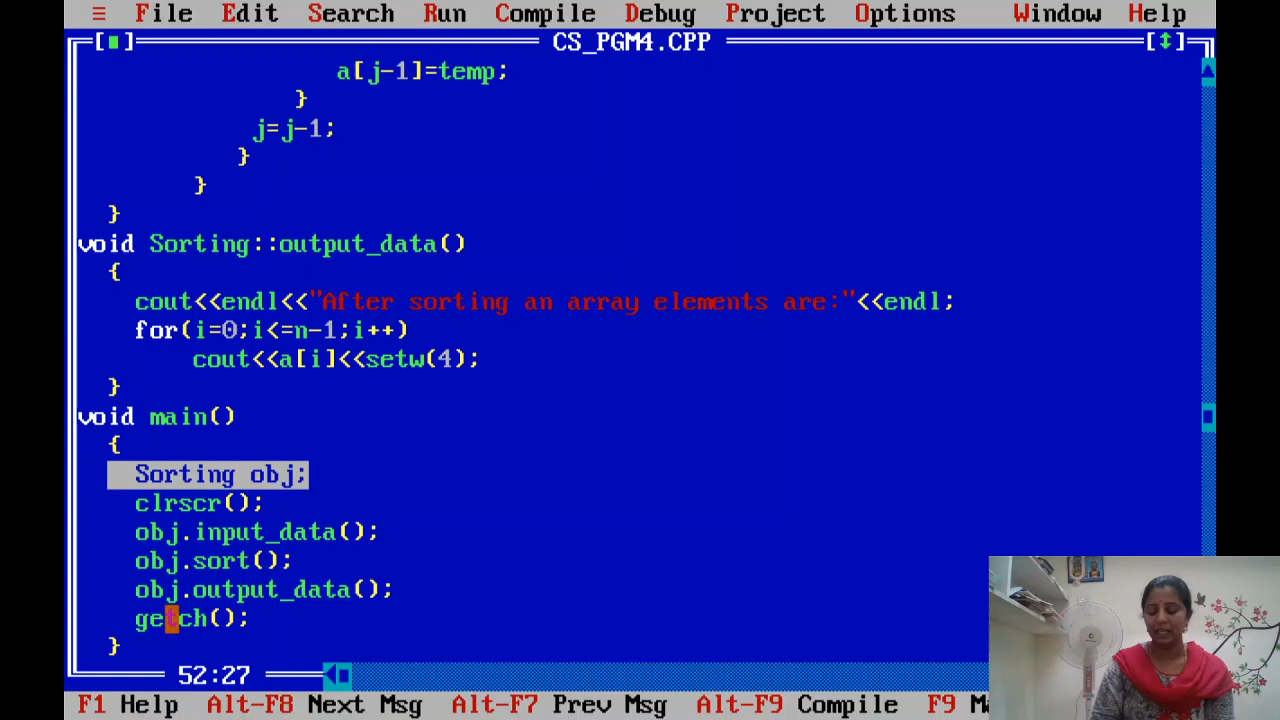 ≡ File Edit Search Run Compile Debug Project Options Window Help
[■] CS_PGM4.CPP [↕]
a[j-1]=temp;
}
j=j-1;
}
}
}
void Sorting::output_data()
{
cout<<endl<<"After sorting an array elements are:"<<endl;
for(i=0;i<=n-1;i++)
cout<<a[i]<<setw(4);
}
void main()
{
Sorting obj;
clrscr();
obj.input_data();
obj.sort();
obj.output_data();
getch();
}
52:27
F1 Help Alt-F8 Next Msg Alt-F7 Prev Msg Alt-F9 Compile F9